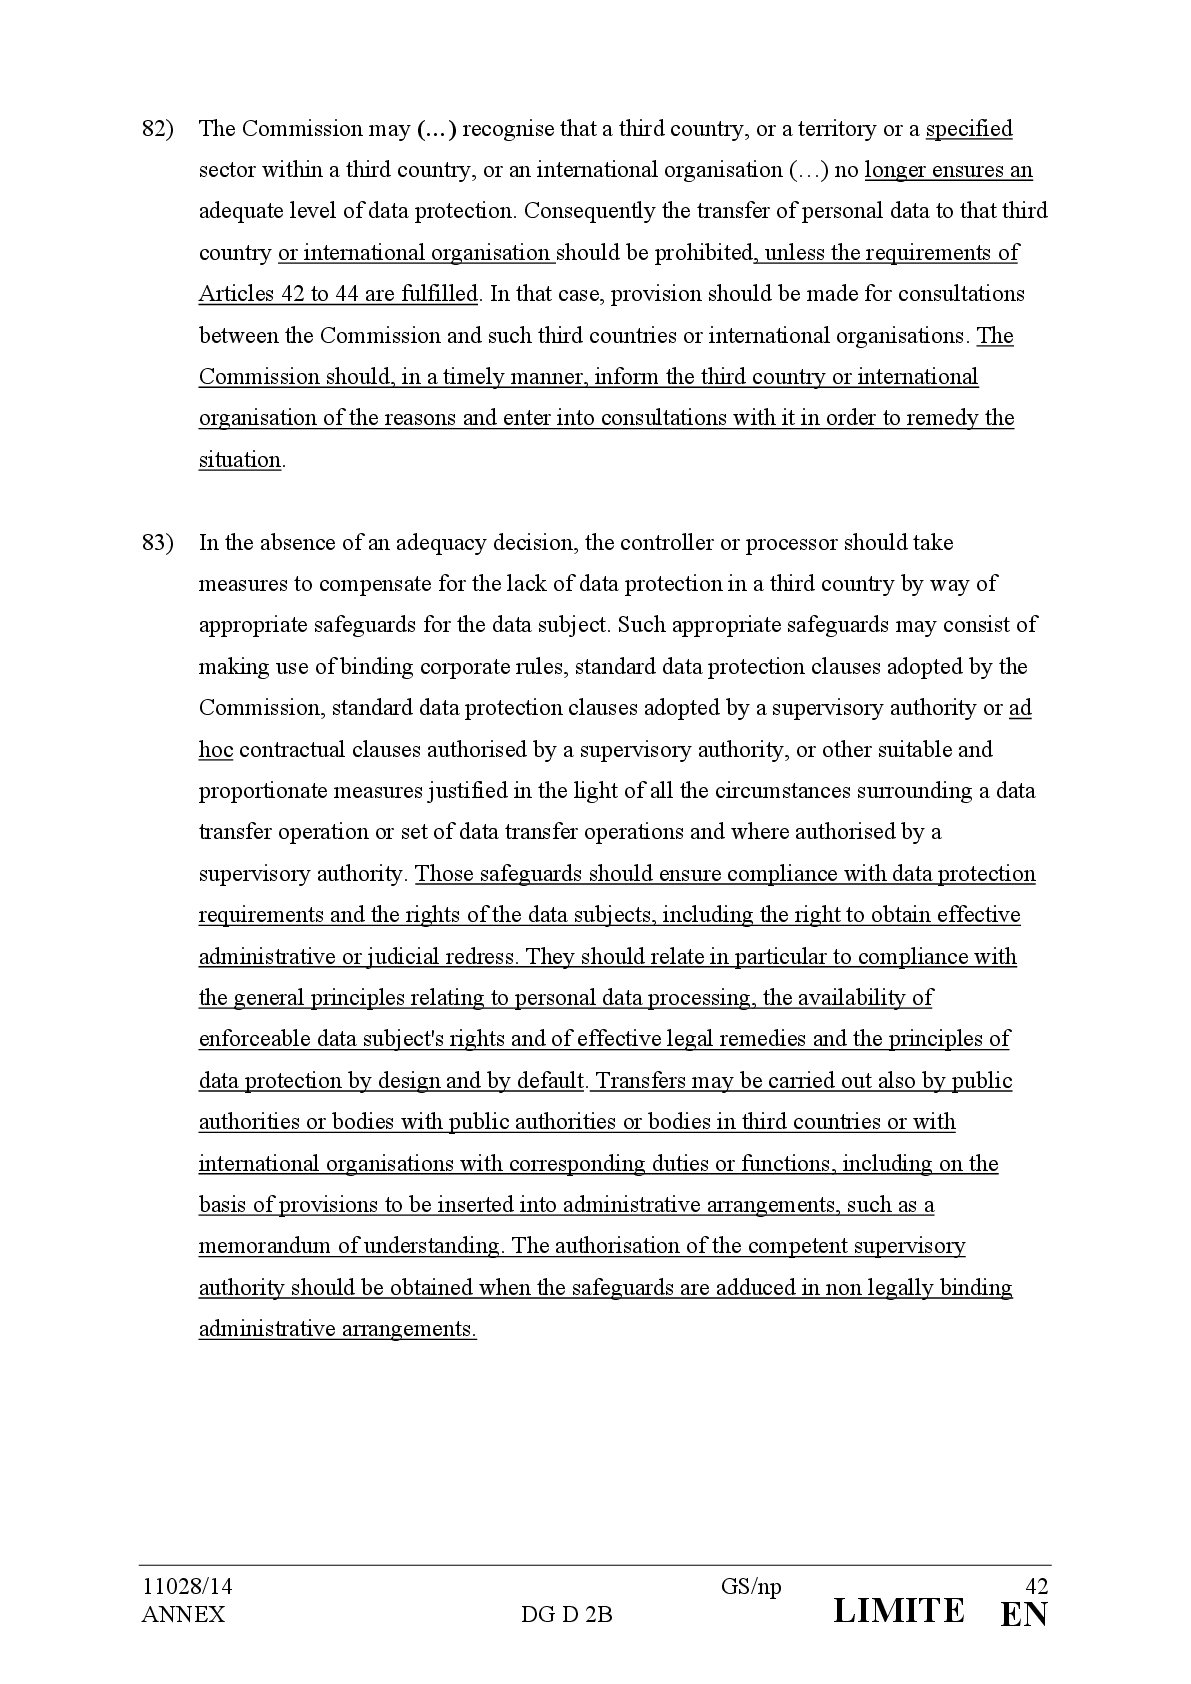 82) The Commission may (…) recognise that a third country, or a territory or a specified
sector within a third country, or an international organisation (…) no longer ensures an
adequate level of data protection. Consequently the transfer of personal data to that third
country or international organisation should be prohibited, unless the requirements of
Articles 42 to 44 are fulfilled. In that case, provision should be made for consultations
between the Commission and such third countries or international organisations. The
Commission should, in a timely manner, inform the third country or international
organisation of the reasons and enter into consultations with it in order to remedy the
situation.
83) In the absence of an adequacy decision, the controller or processor should take
measures to compensate for the lack of data protection in a third country by way of
appropriate safeguards for the data subject. Such appropriate safeguards may consist of
making use of binding corporate rules, standard data protection clauses adopted by the
Commission, standard data protection clauses adopted by a supervisory authority or ad
hoc contractual clauses authorised by a supervisory authority, or other suitable and
proportionate measures justified in the light of all the circumstances surrounding a data
transfer operation or set of data transfer operations and where authorised by a
supervisory authority. Those safeguards should ensure compliance with data protection
requirements and the rights of the data subjects, including the right to obtain effective
administrative or judicial redress. They should relate in particular to compliance with
the general principles relating to personal data processing, the availability of
enforceable data subject's rights and of effective legal remedies and the principles of
data protection by design and by default. Transfers may be carried out also by public
authorities or bodies with public authorities or bodies in third countries or with
international organisations with corresponding duties or functions, including on the
basis of provisions to be inserted into administrative arrangements, such as a
memorandum of understanding. The authorisation of the competent supervisory
authority should be obtained when the safeguards are adduced in non legally binding
administrative arrangements.
11028/14 GS/np 42
ANNEX DG D 2B LIMITE EN